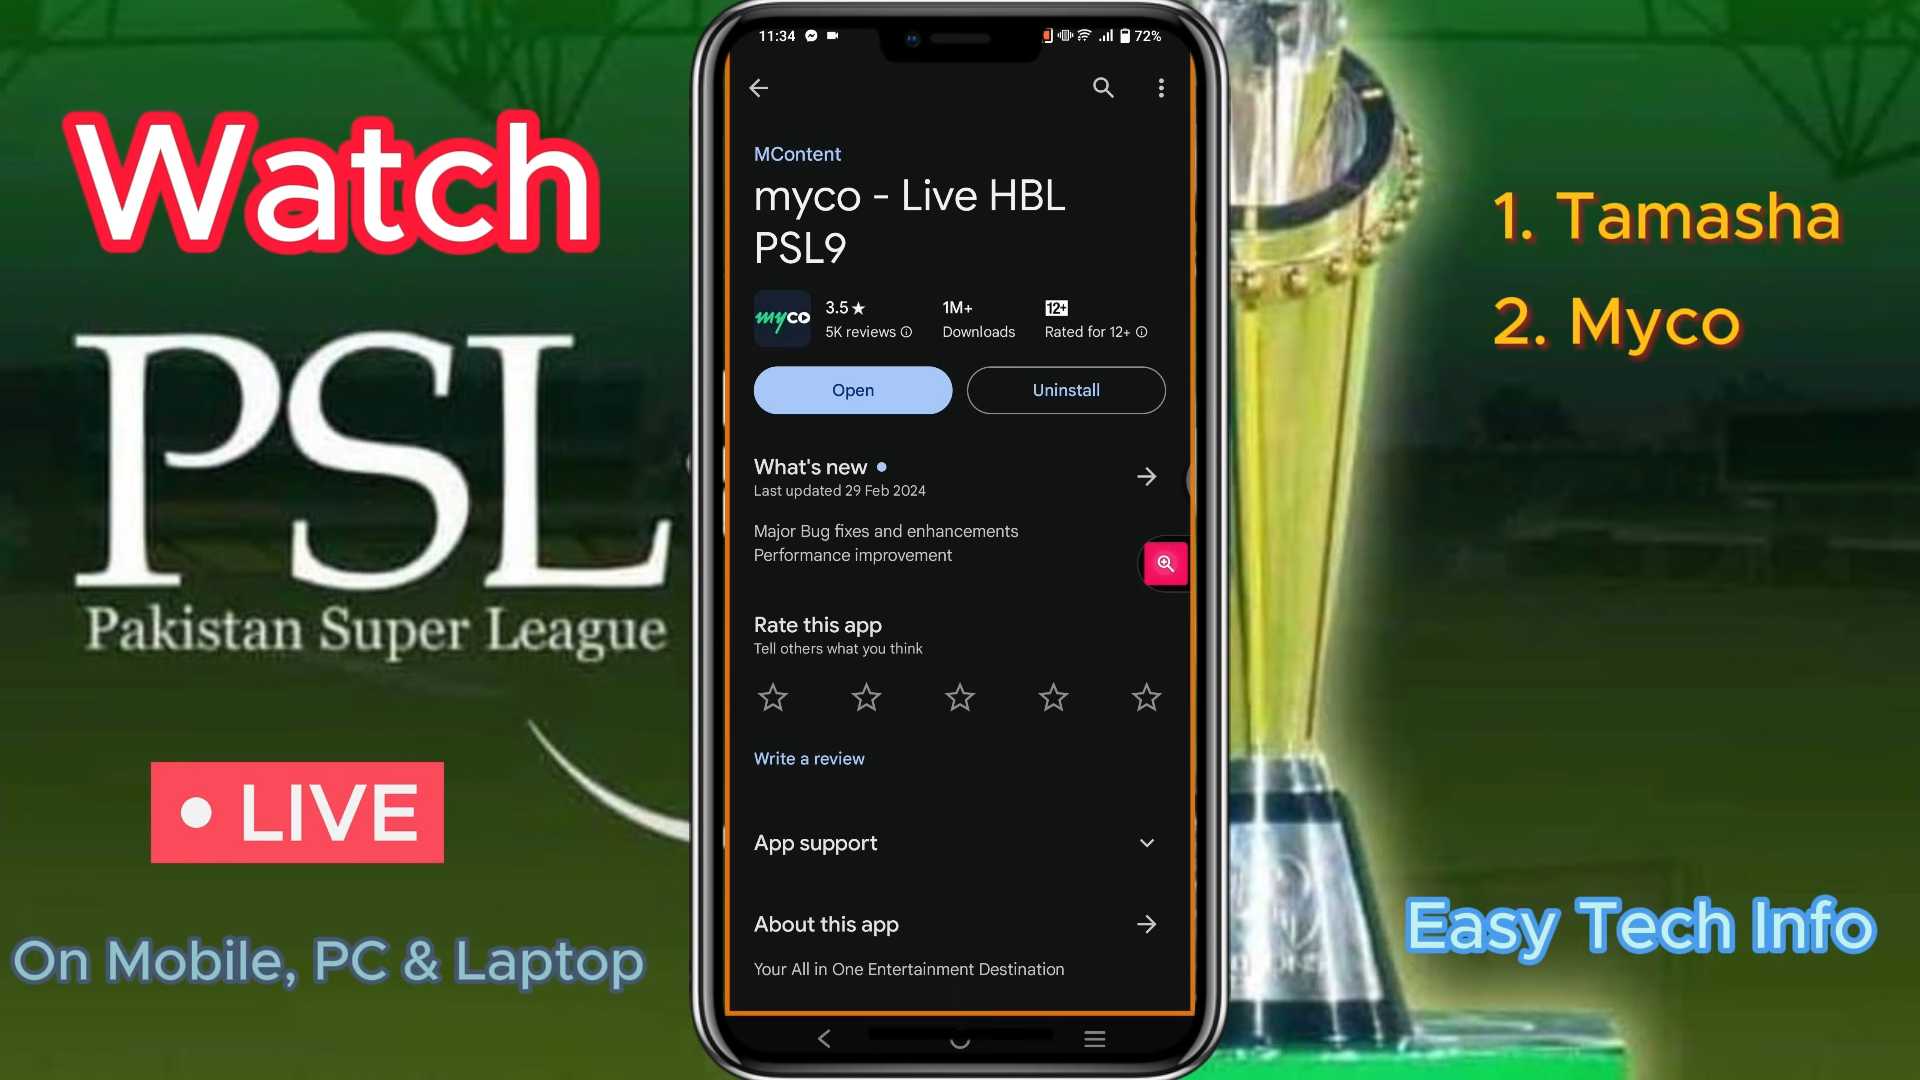 Watch
PSL
Pakistan Super League
• LIVE
On Mobile, PC & Laptop
11:34
72%
MContent
myco - Live HBL
PSL9
myco
3.5★
5K reviews
1M+
Downloads
12+
Rated for 12+
Open
Uninstall
What's new •
Last updated 29 Feb 2024
Major Bug fixes and enhancements
Performance improvement
Rate this app
Tell others what you think
Write a review
App support
About this app
Your All in One Entertainment Destination
1. Tamasha
2. Myco
Easy Tech Info